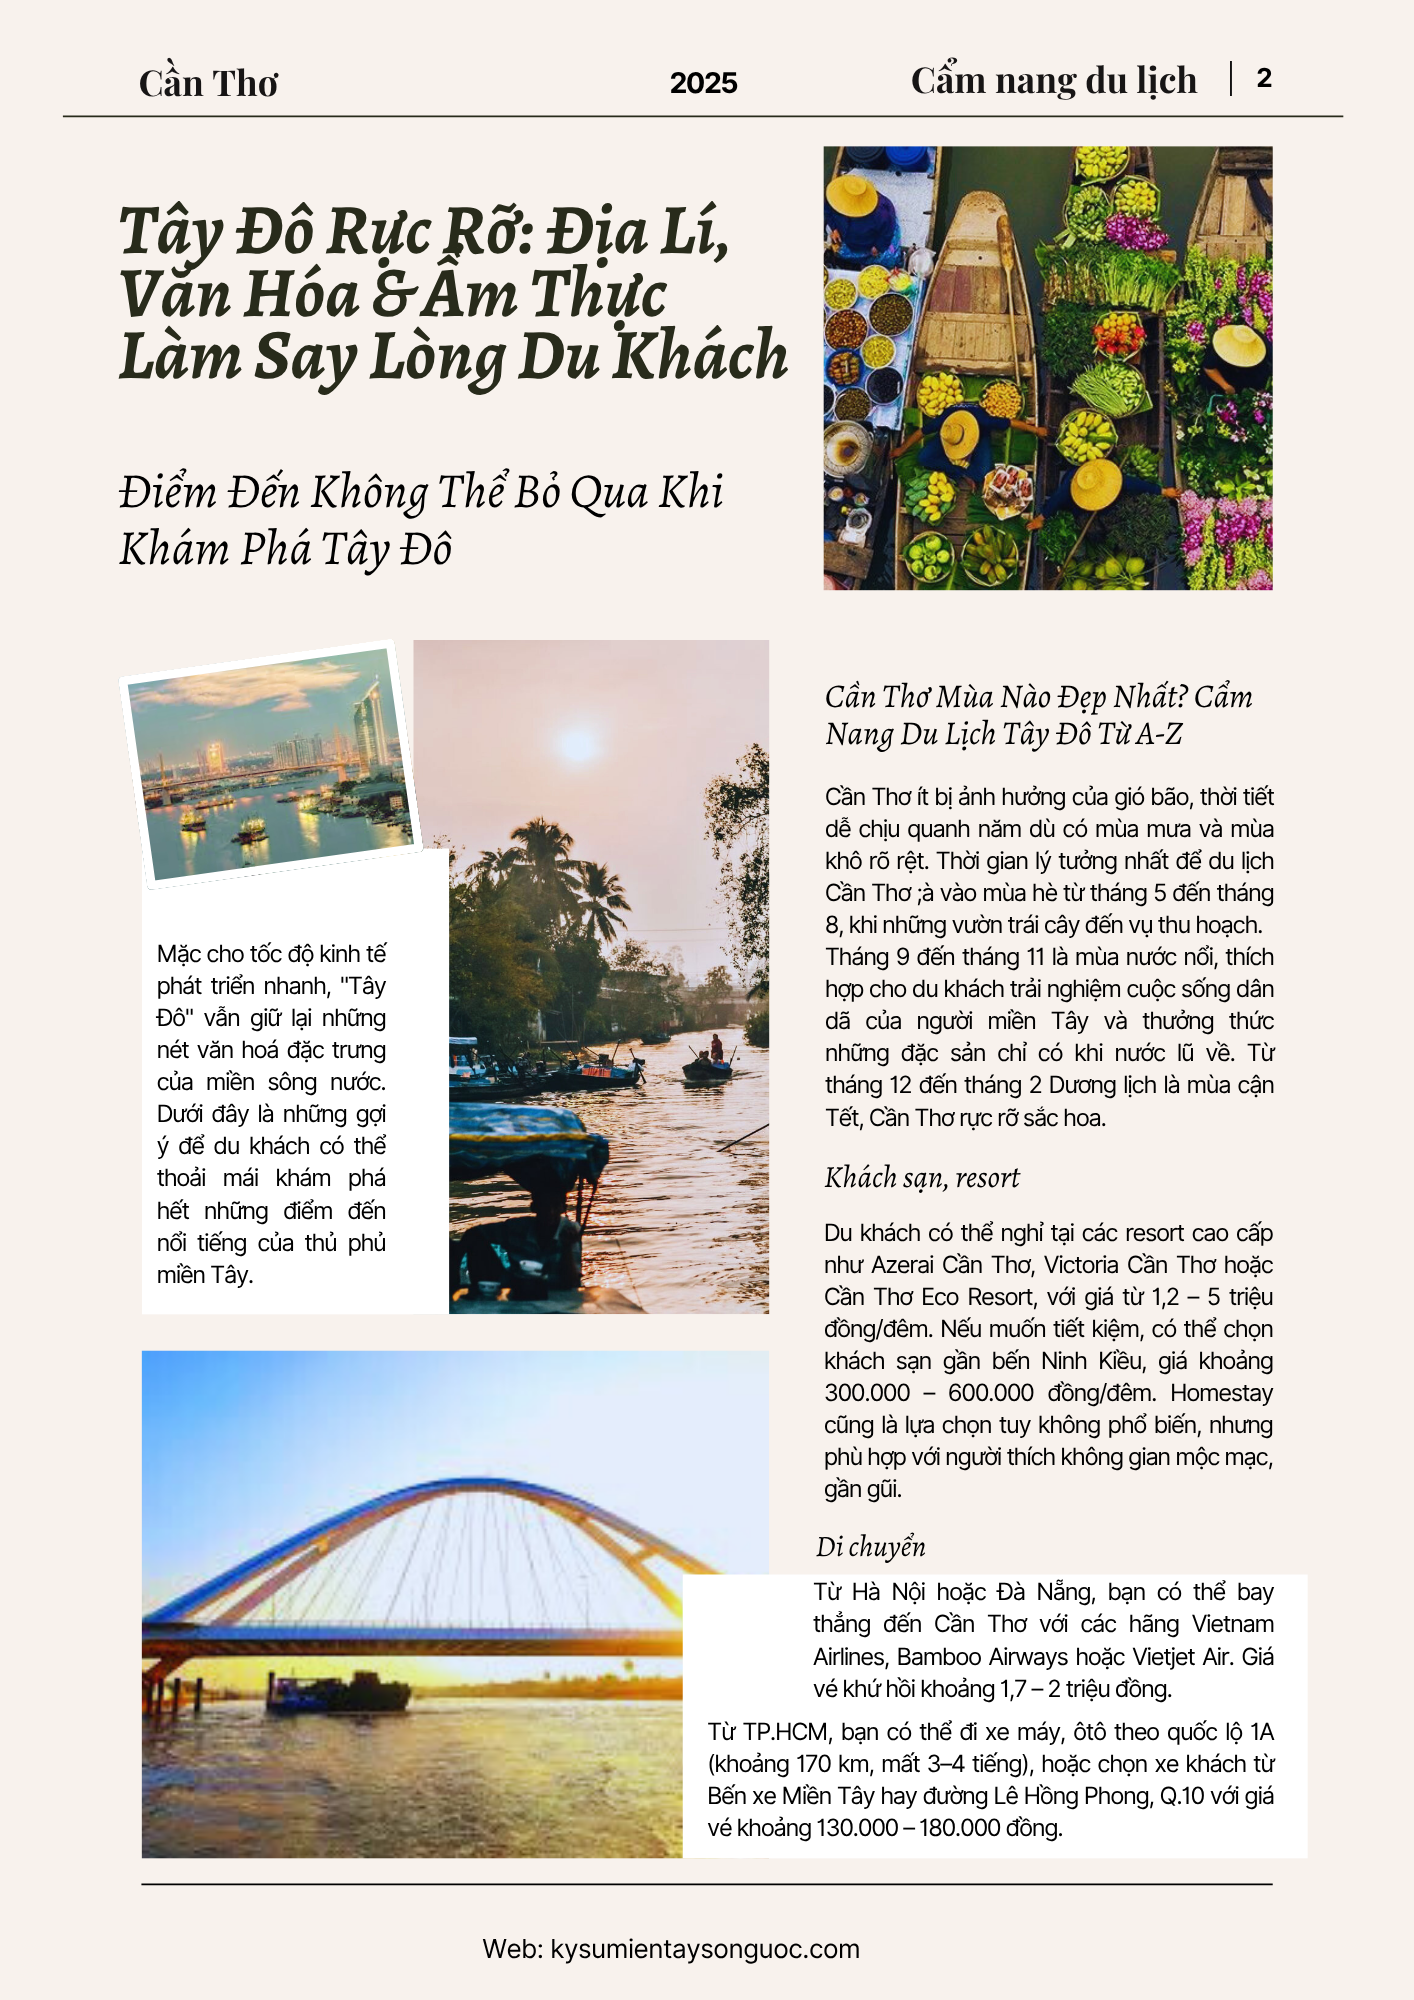 Cần Thơ
2025
Cẩm nang du lịch
2
Tây Đô Rực Rỡ: Địa Lí,
Văn Hóa & Ẩm Thực
Làm Say Lòng Du Khách
Điểm Đến Không Thể Bỏ Qua Khi
Khám Phá Tây Đô
Mặc cho tốc độ kinh tế
phát triển nhanh, "Tây
Đô" vẫn giữ lại những
nét văn hoá đặc trưng
của miền sông nước.
Dưới đây là những gợi
ý để du khách có thể
thoải mái khám phá
hết những điểm đến
nổi tiếng của thủ phủ
miền Tây.
Cần Thơ Mùa Nào Đẹp Nhất? Cẩm
Nang Du Lịch Tây Đô Từ A-Z
Cần Thơ ít bị ảnh hưởng của gió bão, thời tiết
dễ chịu quanh năm dù có mùa mưa và mùa
khô rõ rệt. Thời gian lý tưởng nhất để du lịch
Cần Thơ ;à vào mùa hè từ tháng 5 đến tháng
8, khi những vườn trái cây đến vụ thu hoạch.
Tháng 9 đến tháng 11 là mùa nước nổi, thích
hợp cho du khách trải nghiệm cuộc sống dân
dã của người miền Tây và thưởng thức
những đặc sản chỉ có khi nước lũ về. Từ
tháng 12 đến tháng 2 Dương lịch là mùa cận
Tết, Cần Thơ rực rỡ sắc hoa.
Khách sạn, resort
Du khách có thể nghỉ tại các resort cao cấp
như Azerai Cần Thơ, Victoria Cần Thơ hoặc
Cần Thơ Eco Resort, với giá từ 1,2 – 5 triệu
đồng/đêm. Nếu muốn tiết kiệm, có thể chọn
khách sạn gần bến Ninh Kiều, giá khoảng
300.000 – 600.000 đồng/đêm. Homestay
cũng là lựa chọn tuy không phổ biến, nhưng
phù hợp với người thích không gian mộc mạc,
gần gũi.
Di chuyển
Từ Hà Nội hoặc Đà Nẵng, bạn có thể bay
thẳng đến Cần Thơ với các hãng Vietnam
Airlines, Bamboo Airways hoặc Vietjet Air. Giá
vé khứ hồi khoảng 1,7 – 2 triệu đồng.
Từ TP.HCM, bạn có thể đi xe máy, ôtô theo quốc lộ 1A
(khoảng 170 km, mất 3–4 tiếng), hoặc chọn xe khách từ
Bến xe Miền Tây hay đường Lê Hồng Phong, Q.10 với giá
vé khoảng 130.000 – 180.000 đồng.
Web: kysumientaysonguoc.com